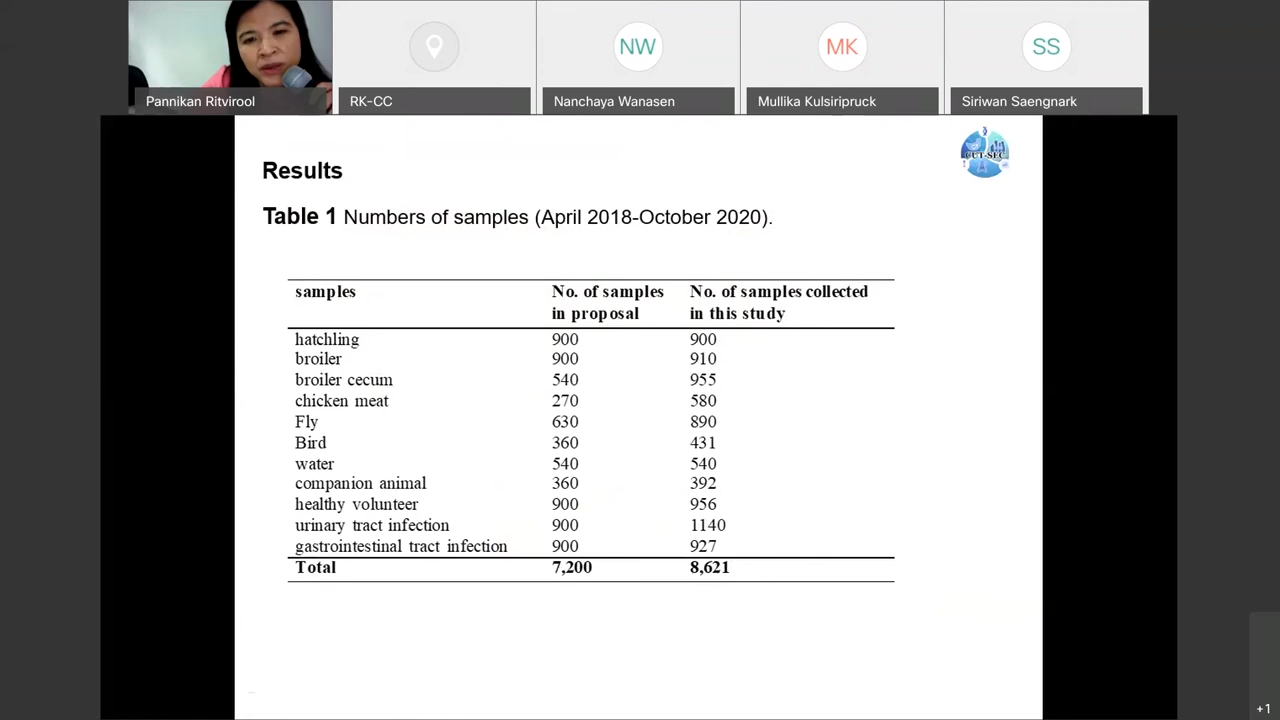 NW
MK
SS
Pannikan Ritvirool
RK-CC
Nanchaya Wanasen
Mullika Kulsiripruck
Siriwan Saengnark
CUT-SEC
Results
Table 1 Numbers of samples (April 2018-October 2020).
samples No. of samples in proposal No. of samples collected in this study
hatchling 900 900
broiler 900 910
broiler cecum 540 955
chicken meat 270 580
Fly 630 890
Bird 360 431
water 540 540
companion animal 360 392
healthy volunteer 900 956
urinary tract infection 900 1140
gastrointestinal tract infection 900 927
Total 7,200 8,621
+1